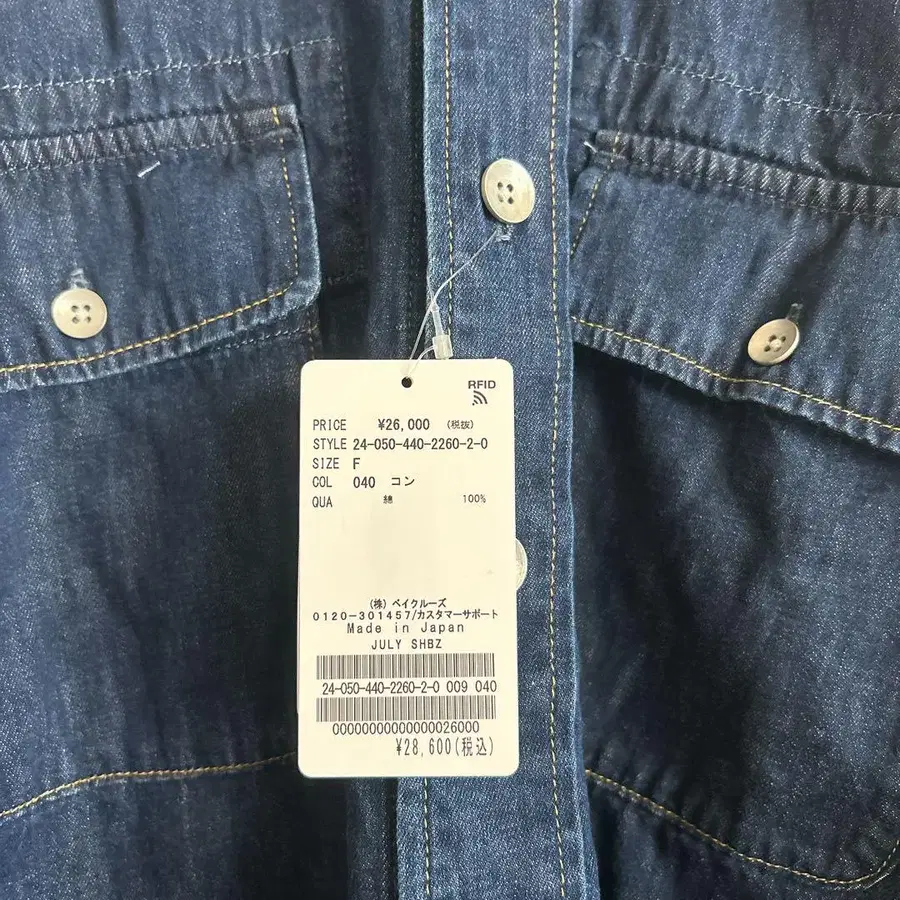 RFID
PRICE ¥26,000 (税抜)
STYLE 24-050-440-2260-2-0
SIZE F
COL 040 コン
QUA 綿 100%
(株) ベイクルーズ
0120-301457/カスタマーサポート
Made in Japan
JULY SHBZ
24-050-440-2260-2-0 009 040
00000000000000026000
¥28,600(税込)